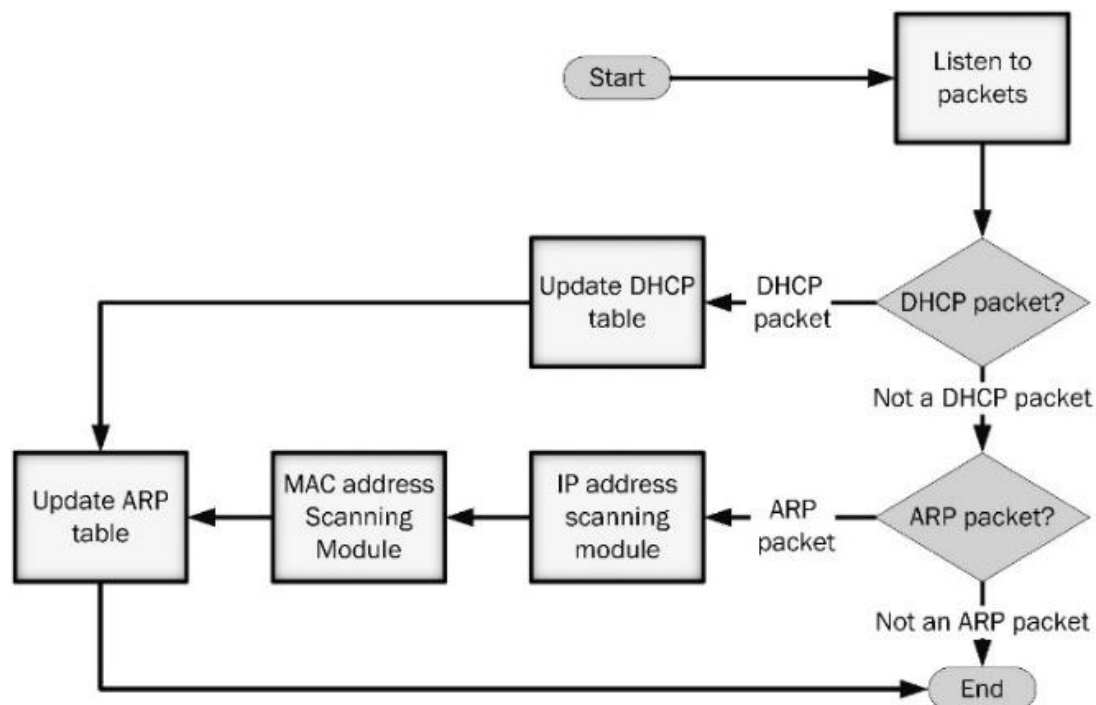 Start
Listen to
packets
DHCP packet?
DHCP
packet
Update DHCP
table
Not a DHCP packet
ARP packet?
ARP
packet
IP address
scanning
module
MAC address
Scanning
Module
Update ARP
table
Not an ARP packet
End